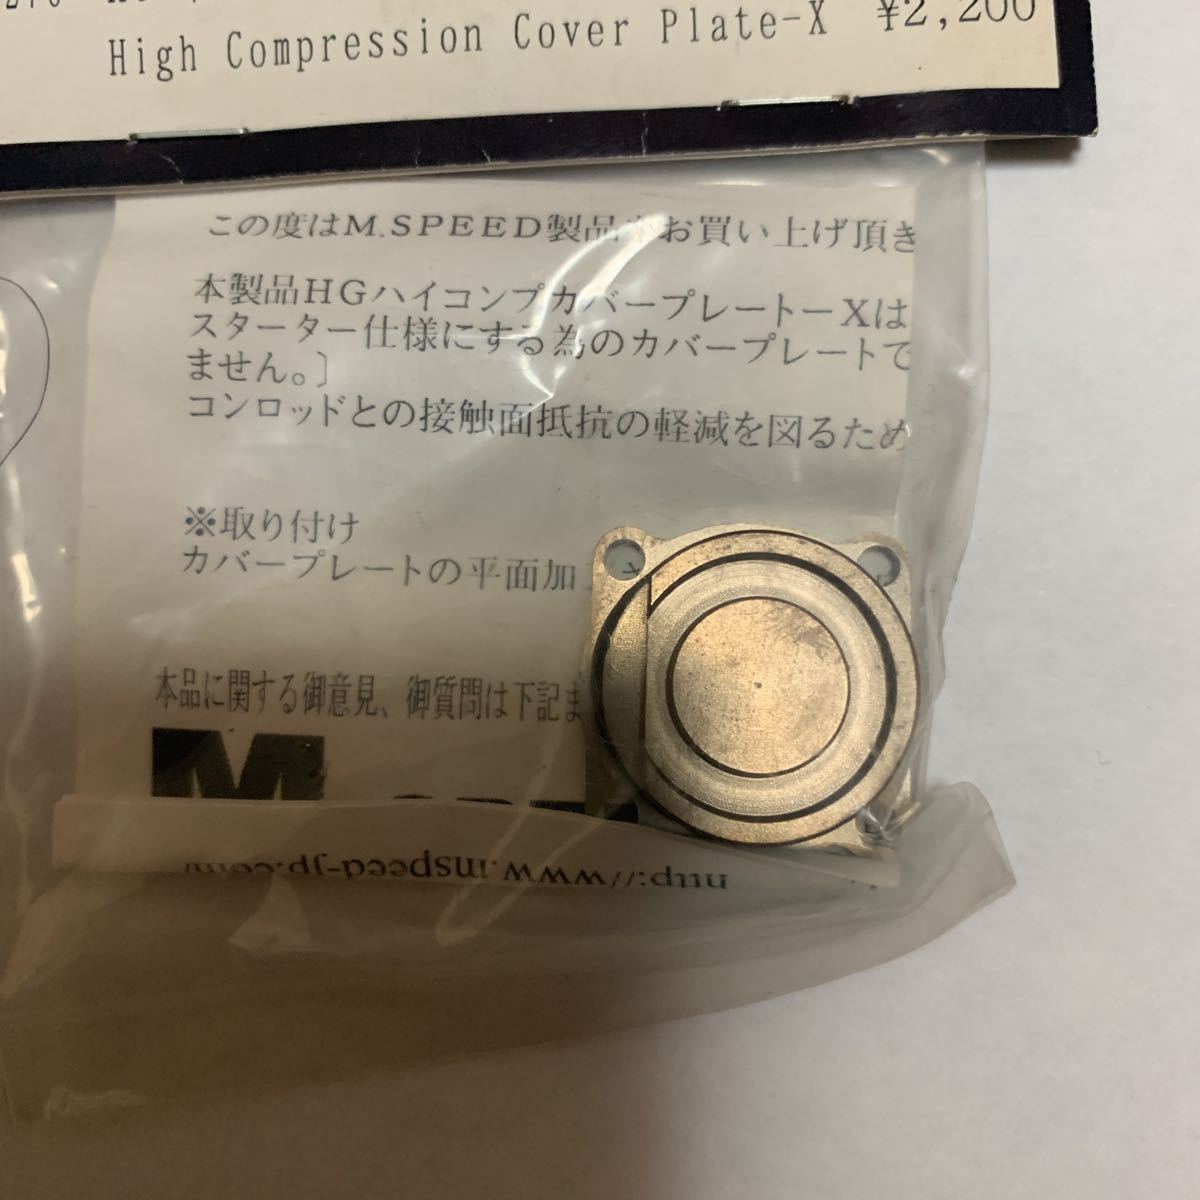 High Compression Cover Plate-X ¥2,200
この度はM.SPEED製品をお買い上げ頂き
本製品HGハイコンプカバープレートーXは
スターター仕様にする為のカバープレートで
ません。〕
コンロッドとの接触面抵抗の軽減を図るため
※取り付け
カバープレートの平面加工
本品に関する御意見、御質問は下記ま
M
http://www.mspeed-jp.com/